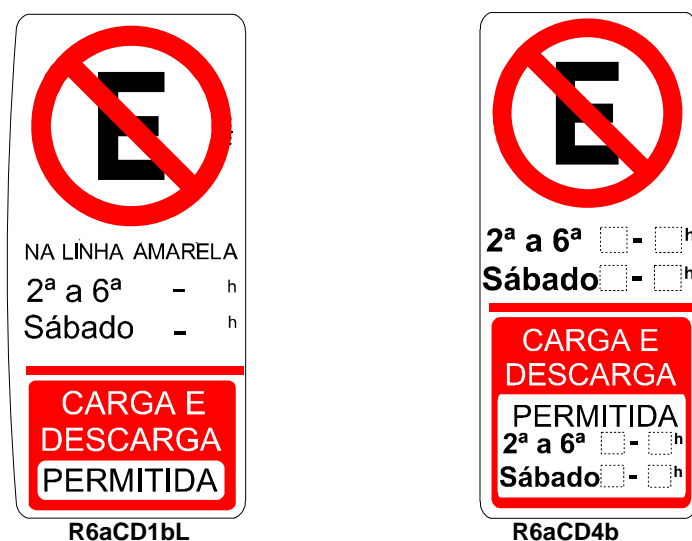 E
NA LINHA AMARELA
2ª a 6ª - h
Sábado - h
CARGA E
DESCARGA
PERMITIDA
R6aCD1bL
E
2ª a 6ª - h
Sábado - h
CARGA E
DESCARGA
PERMITIDA
2ª a 6ª - h
Sábado - h
R6aCD4b